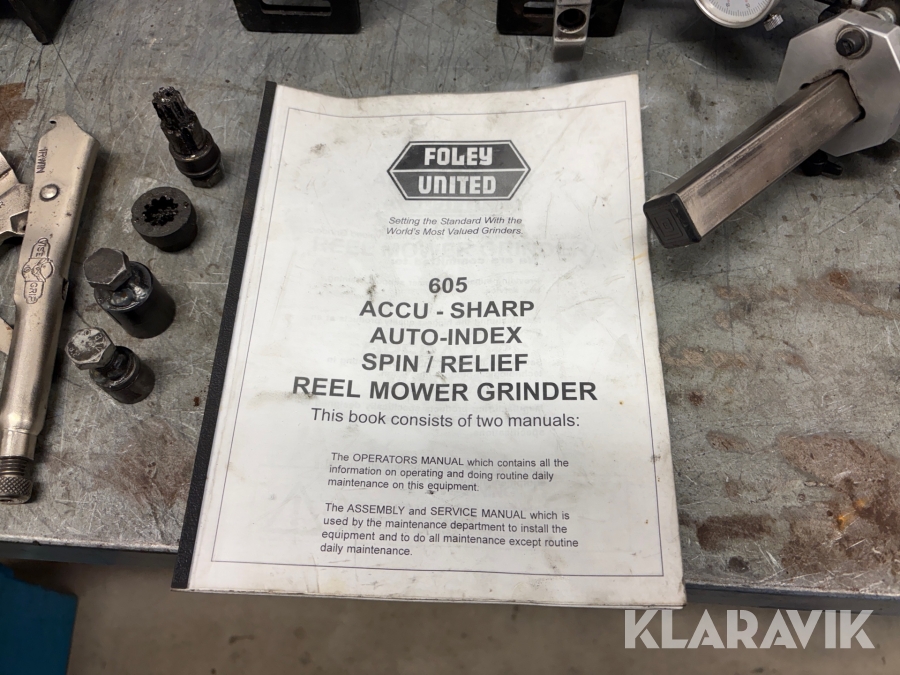 FOLEY
UNITED
Setting the Standard With the
World's Most Valued Grinders.
605
ACCU - SHARP
AUTO-INDEX
SPIN / RELIEF
REEL MOWER GRINDER
This book consists of two manuals:
The OPERATORS MANUAL which contains all the
information on operating and doing routine daily
maintenance on this equipment.
The ASSEMBLY and SERVICE MANUAL which is
used by the maintenance department to install the
equipment and to do all maintenance except routine
daily maintenance.
IRWIN
VISE
GRIP
KLARAVIK